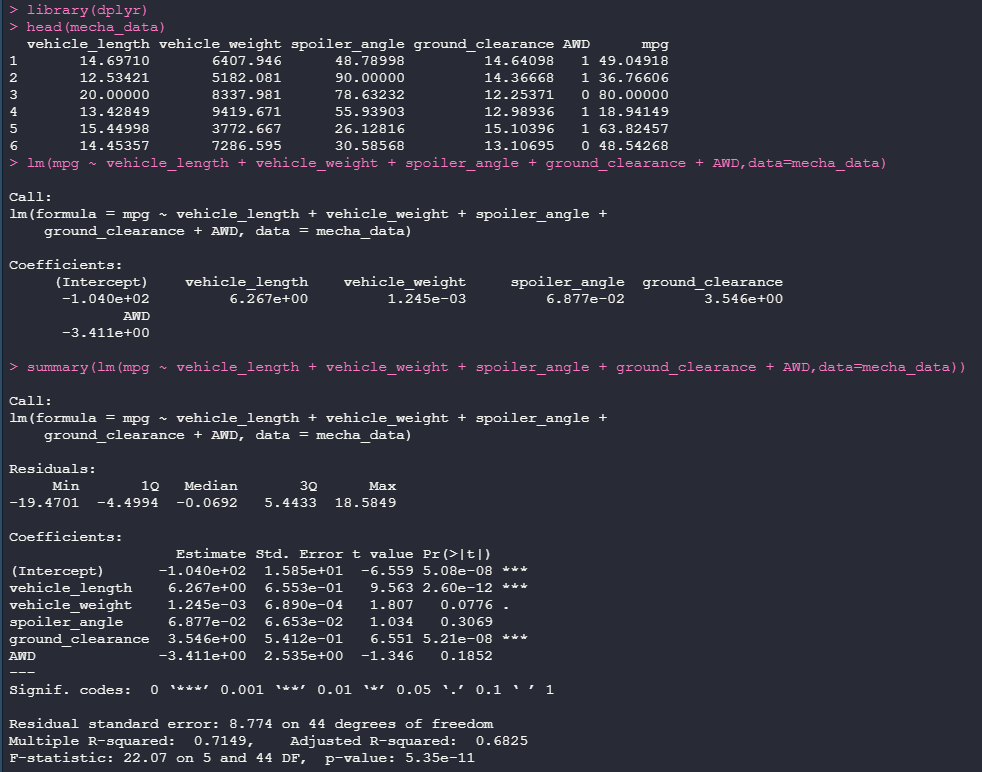 > library(dplyr)
> head(mecha_data)
  vehicle_length vehicle_weight spoiler_angle ground_clearance AWD      mpg
1       14.69710       6407.946      48.78998         14.64098   1 49.04918
2       12.53421       5182.081      90.00000         14.36668   1 36.76606
3       20.00000       8337.981      78.63232         12.25371   0 80.00000
4       13.42849       9419.671      55.93903         12.98936   1 18.94149
5       15.44998       3772.667      26.12816         15.10396   1 63.82457
6       14.45357       7286.595      30.58568         13.10695   0 48.54268
> lm(mpg ~ vehicle_length + vehicle_weight + spoiler_angle + ground_clearance + AWD,data=mecha_data)
Call:
lm(formula = mpg ~ vehicle_length + vehicle_weight + spoiler_angle +
    ground_clearance + AWD, data = mecha_data)
Coefficients:
     (Intercept)    vehicle_length    vehicle_weight     spoiler_angle  ground_clearance
      -1.040e+02         6.267e+00         1.245e-03         6.877e-02         3.546e+00
             AWD
      -3.411e+00
> summary(lm(mpg ~ vehicle_length + vehicle_weight + spoiler_angle + ground_clearance + AWD,data=mecha_data))
Call:
lm(formula = mpg ~ vehicle_length + vehicle_weight + spoiler_angle +
    ground_clearance + AWD, data = mecha_data)
Residuals:
     Min       1Q   Median       3Q      Max
-19.4701  -4.4994  -0.0692   5.4433  18.5849
Coefficients:
                   Estimate Std. Error t value Pr(>|t|)
(Intercept)      -1.040e+02  1.585e+01  -6.559 5.08e-08 ***
vehicle_length    6.267e+00  6.553e-01   9.563 2.60e-12 ***
vehicle_weight    1.245e-03  6.890e-04   1.807   0.0776 .
spoiler_angle     6.877e-02  6.653e-02   1.034   0.3069
ground_clearance  3.546e+00  5.412e-01   6.551 5.21e-08 ***
AWD              -3.411e+00  2.535e+00  -1.346   0.1852
---
Signif. codes:  0 ‘***’ 0.001 ‘**’ 0.01 ‘*’ 0.05 ‘.’ 0.1 ‘ ’ 1
Residual standard error: 8.774 on 44 degrees of freedom
Multiple R-squared:  0.7149,    Adjusted R-squared:  0.6825
F-statistic: 22.07 on 5 and 44 DF,  p-value: 5.35e-11